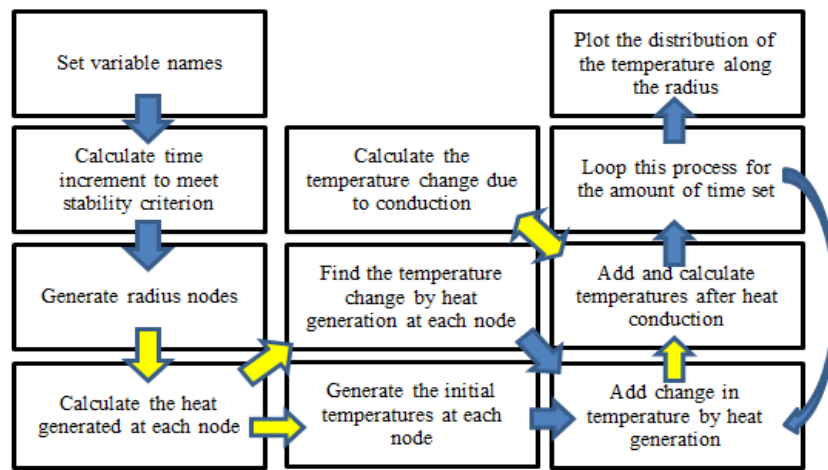 Set variable names
Calculate time
increment to meet
stability criterion
Generate radius nodes
Calculate the heat
generated at each node
Calculate the
temperature change due
to conduction
Find the temperature
change by heat
generation at each node
Generate the initial
temperatures at each
node
Plot the distribution of
the temperature along
the radius
Loop this process for
the amount of time set
Add and calculate
temperatures after heat
conduction
Add change in
temperature by heat
generation